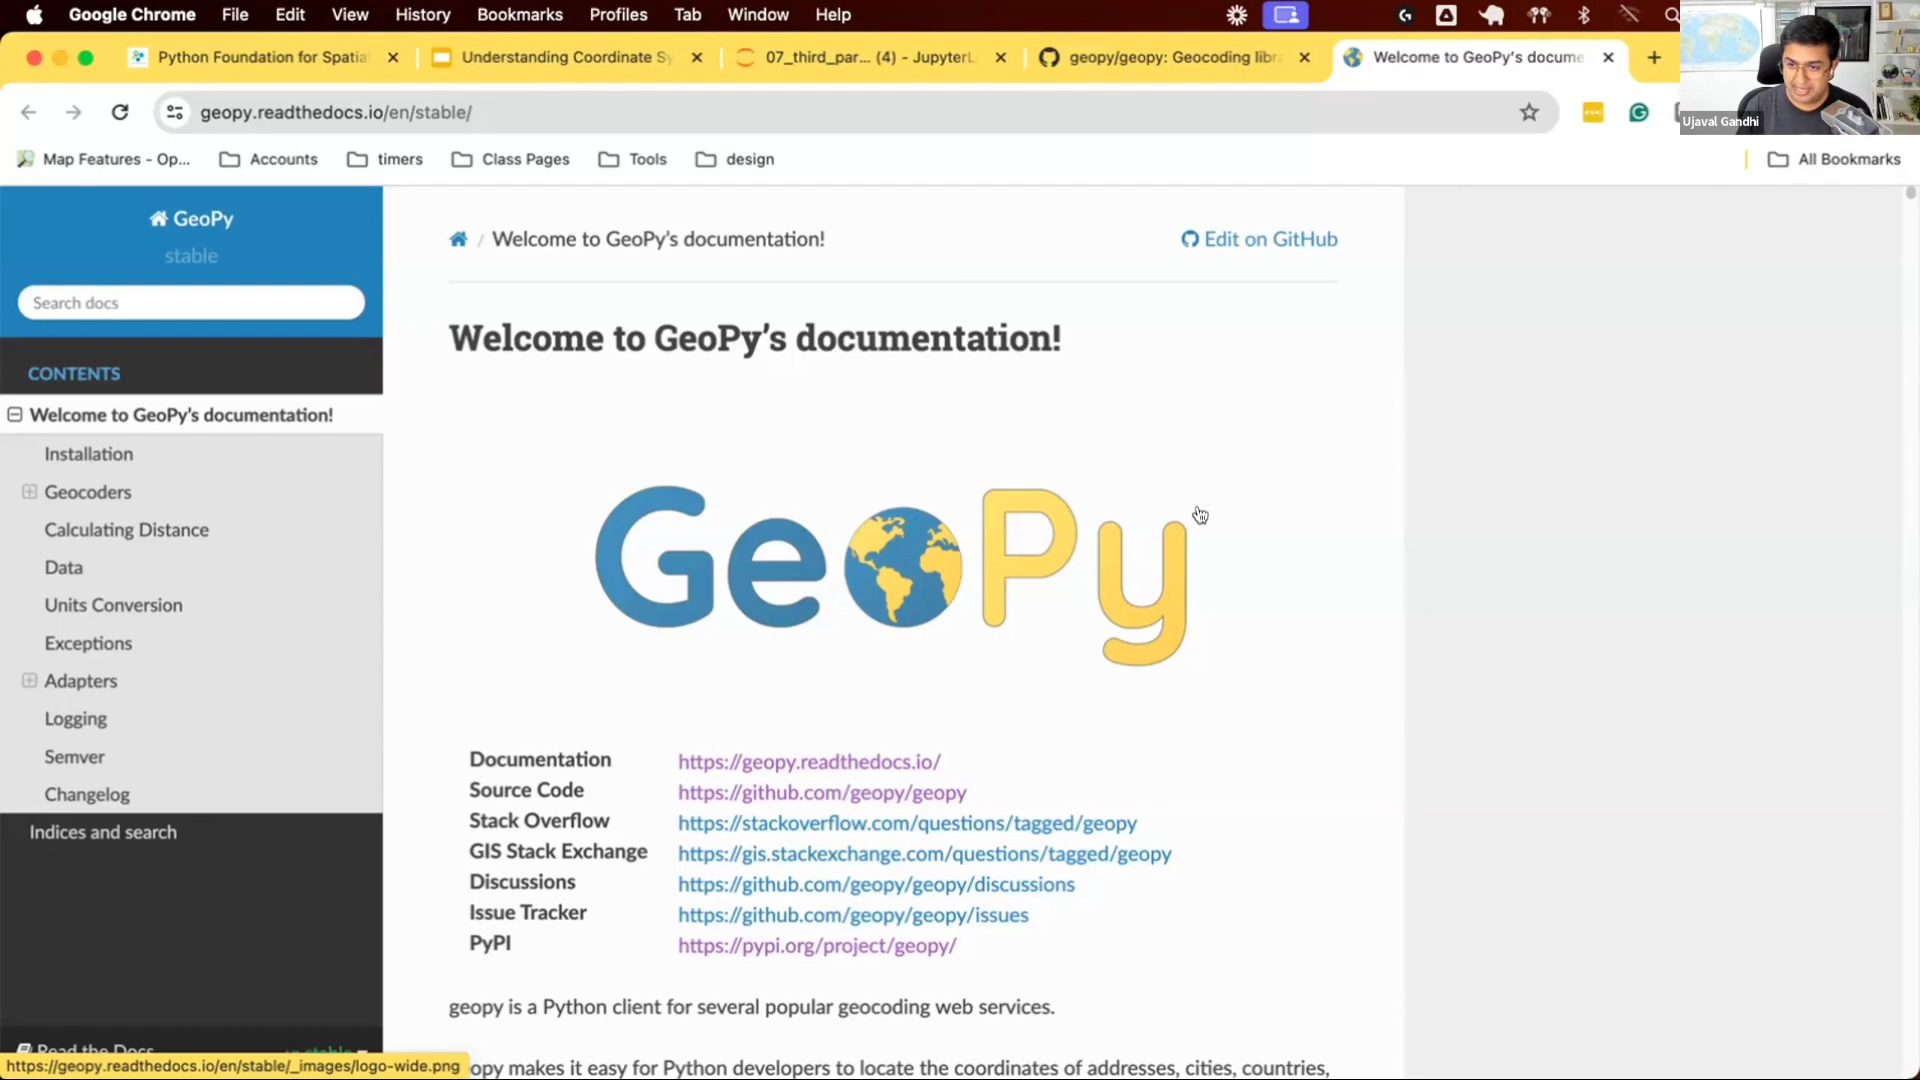 Google Chrome File Edit View History Bookmarks Profiles Tab Window Help
Python Foundation for Spatia
Understanding Coordinate Sy
07_third_par... (4) - JupyterL
geopy/geopy: Geocoding libr
Welcome to GeoPy's docume
geopy.readthedocs.io/en/stable/
Ujaval Gandhi
Map Features - Op... Accounts timers Class Pages Tools design All Bookmarks
GeoPy
stable
Search docs
CONTENTS
Welcome to GeoPy's documentation!
Installation
Geocoders
Calculating Distance
Data
Units Conversion
Exceptions
Adapters
Logging
Semver
Changelog
Indices and search
Read the Docs
https://geopy.readthedocs.io/en/stable/_images/logo-wide.png
/ Welcome to GeoPy's documentation!
Edit on GitHub
Welcome to GeoPy's documentation!
GeoPy
Documentation https://geopy.readthedocs.io/
Source Code https://github.com/geopy/geopy
Stack Overflow https://stackoverflow.com/questions/tagged/geopy
GIS Stack Exchange https://gis.stackexchange.com/questions/tagged/geopy
Discussions https://github.com/geopy/geopy/discussions
Issue Tracker https://github.com/geopy/geopy/issues
PyPI https://pypi.org/project/geopy/
geopy is a Python client for several popular geocoding web services.
opy makes it easy for Python developers to locate the coordinates of addresses, cities, countries,